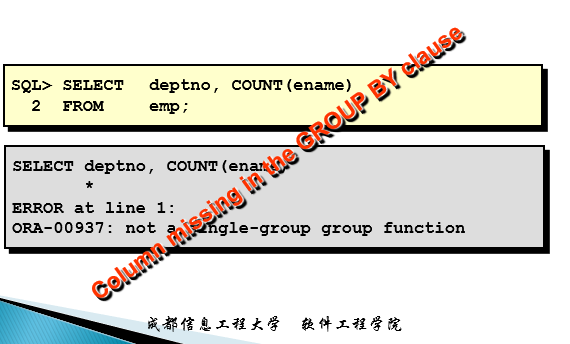 SQL> SELECT deptno, COUNT(ename)
2 FROM emp;
SELECT deptno, COUNT(ename)
*
ERROR at line 1:
ORA-00937: not a single-group group function
Column missing in the GROUP BY clause
成都信息工程大学 软件工程学院